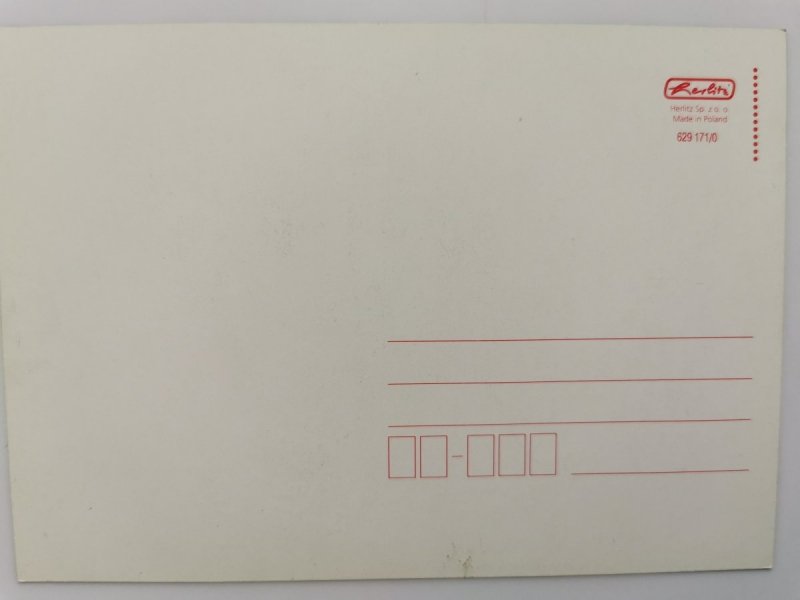 Herlitz
Herlitz Sp. z o. o.
Made in Poland
629 171/0